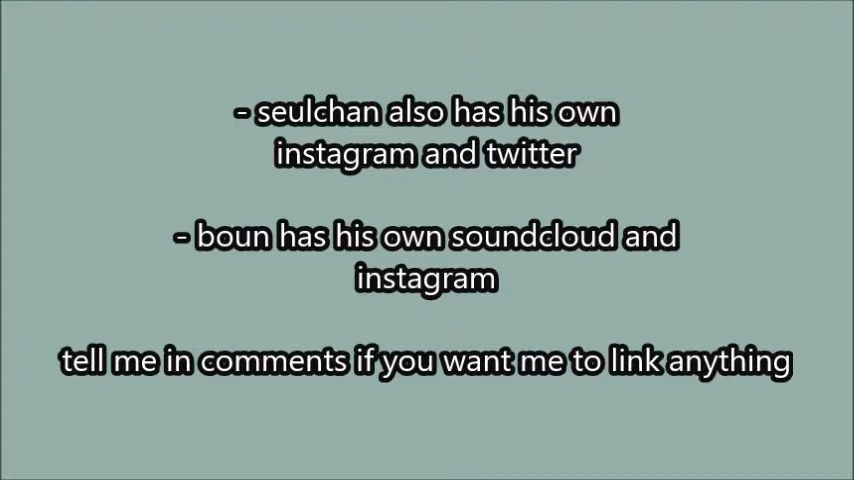 - seulchan also has his own
instagram and twitter
- boun has his own soundcloud and
instagram
tell me in comments if you want me to link anything